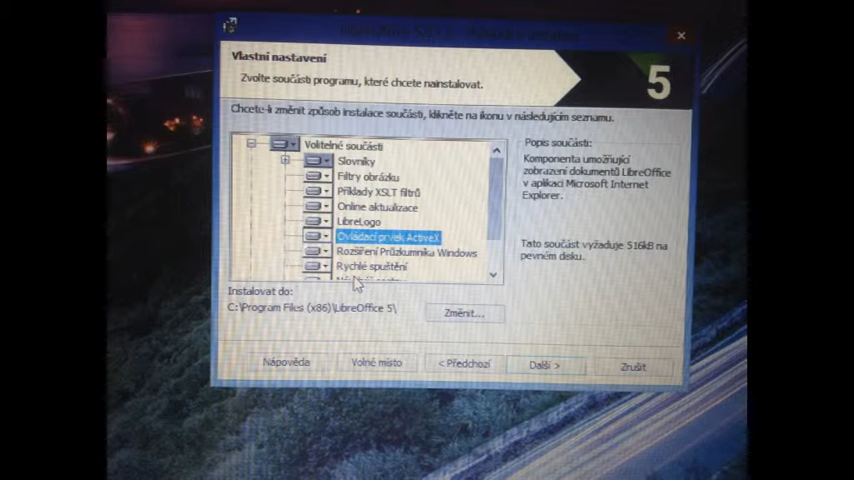 Vlastní nastavení
Zvolte součásti programu, které chcete nainstalovat.
5
Chcete-li změnit způsob instalace součásti, klikněte na ikonu v následujícím seznamu.
Volitelné součásti
Slovníky
Filtry obrázku
Příklady XSLT filtrů
Online aktualizace
LibreLogo
Ovládací prvek ActiveX
Rozšíření Průzkumníka Windows
Rychlé spuštění
Popis součásti:
Komponenta umožňující
zobrazení dokumentů LibreOffice
v aplikaci Microsoft Internet
Explorer.
Tato součást vyžaduje 516kB na
pevném disku.
Instalovat do:
C:\Program Files (x86)\LibreOffice 5\
Změnit...
Nápověda
Volné místo
< Předchozí
Další >
Zrušit